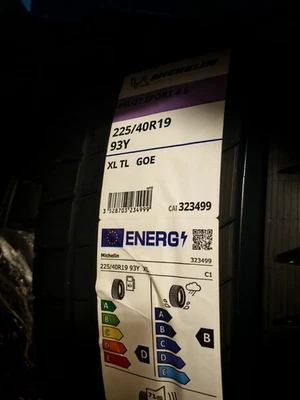 MICHELIN
PILOT SPORT 4 S
225/40R19
93Y
XL TL GOE
3 528703 234999
CAI 323499
ENERG
Michelin 323499
225/40R19 93Y XL C1
A A
B B B
C C
D D D
E E
71dB